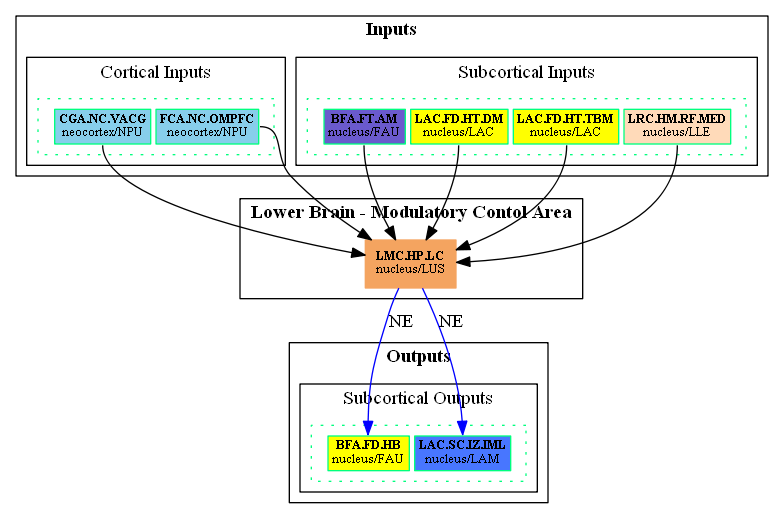 Inputs
Cortical Inputs
Subcortical Inputs
CGA.NC.VACG
neocortex/NPU
FCA.NC.OMPFC
neocortex/NPU
BFA.FT.AM
nucleus/FAU
LAC.FD.HT.DM
nucleus/LAC
LAC.FD.HT.TBM
nucleus/LAC
LRC.HM.RF.MED
nucleus/LLE
Lower Brain - Modulatory Contol Area
LMC.HP.LC
nucleus/LUS
NE
NE
Outputs
Subcortical Outputs
BFA.FD.HB
nucleus/FAU
LAC.SC.IZ.IML
nucleus/LAM